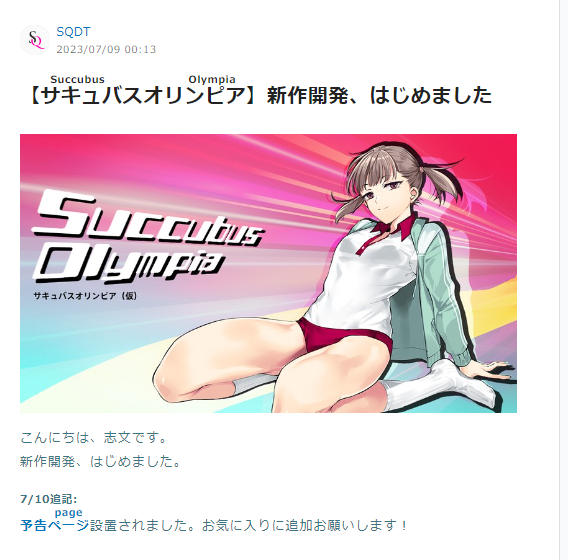 SQ
SQDT
2023/07/09 00:13
Succubus Olympia
【サキュバスオリンピア】新作開発、はじめました
Succubus
Olympia
サキュバスオリンピア（仮）
こんにちは、志文です。
新作開発、はじめました。
7/10追記:
page
予告ページ設置されました。お気に入りに追加お願いします！